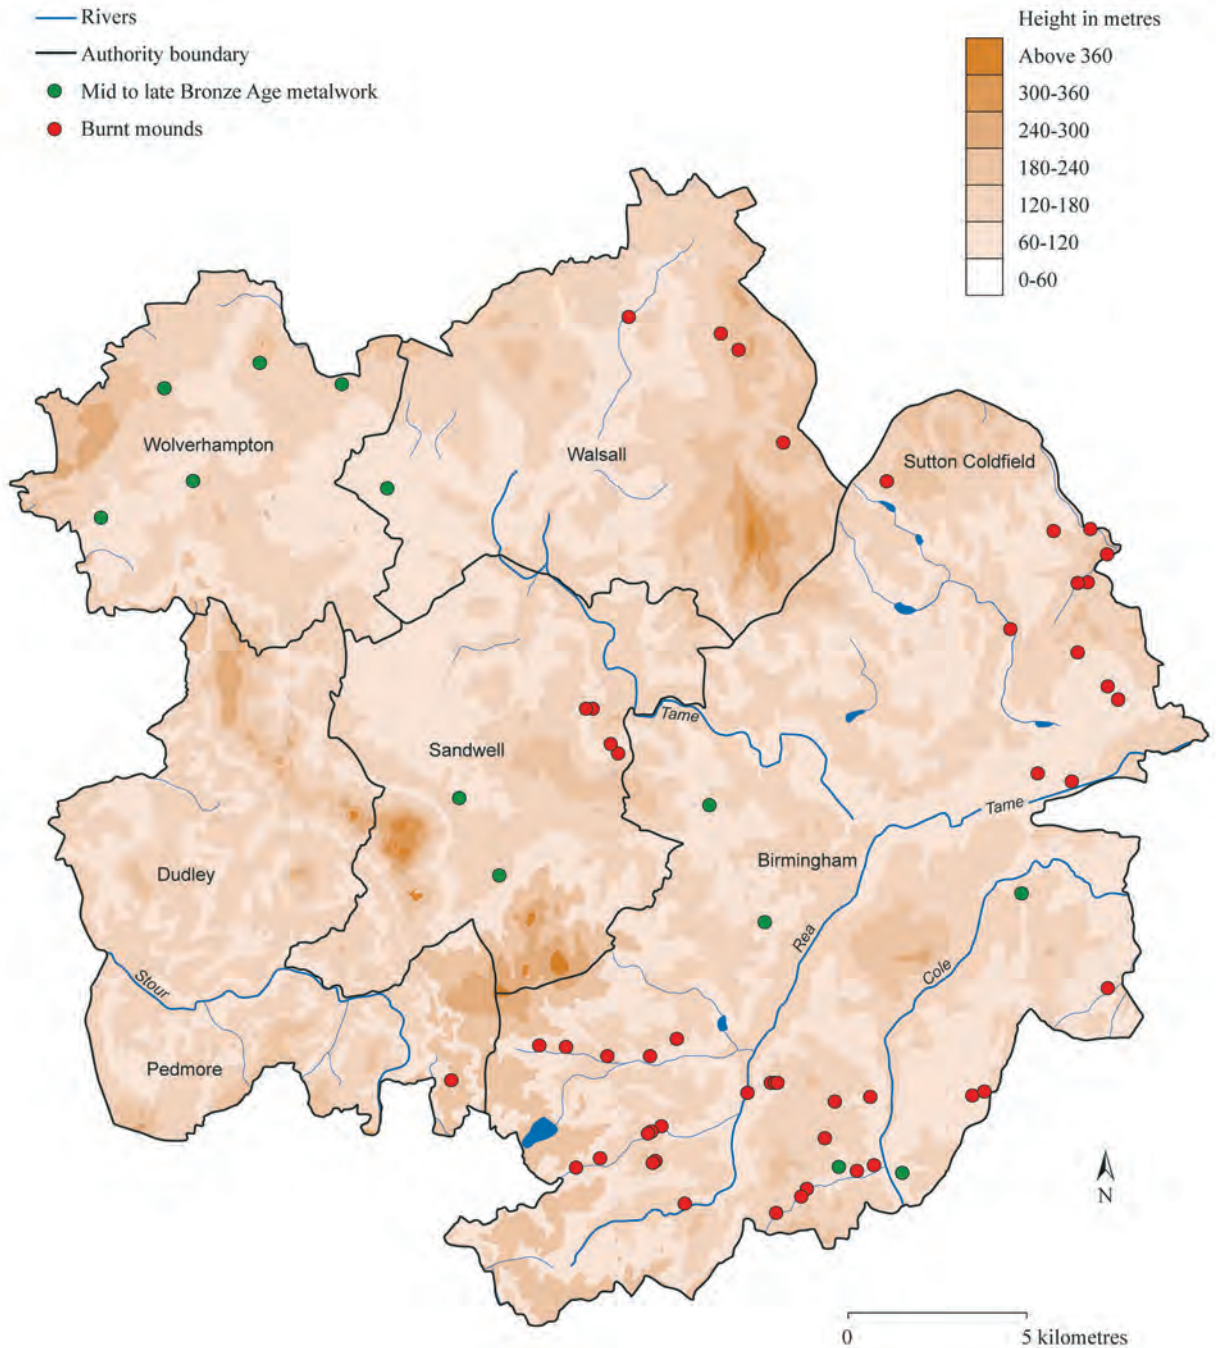 Rivers
Authority boundary
Mid to late Bronze Age metalwork
Burnt mounds
Height in metres
Above 360
300-360
240-300
180-240
120-180
60-120
0-60
Wolverhampton
Walsall
Sutton Coldfield
Tame
Sandwell
Tame
Birmingham
Dudley
Rea
Cole
Stour
Pedmore
N
0
5 kilometres